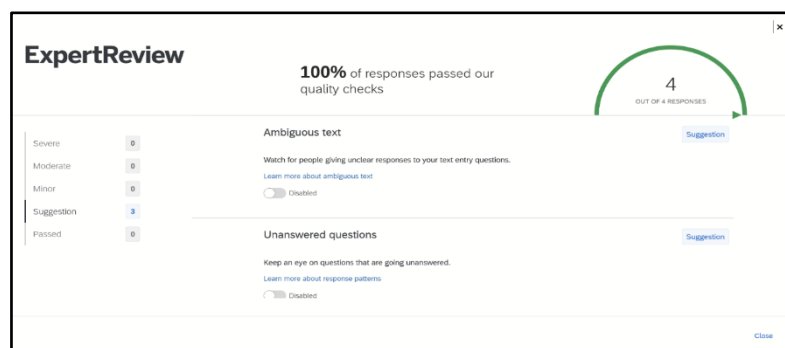 ×
ExpertReview
100% of responses passed our
quality checks
4
OUT OF 4 RESPONSES
Severe 0
Moderate 0
Minor 0
Suggestion 3
Passed 0
Ambiguous text
Suggestion
Watch for people giving unclear responses to your text entry questions.
Learn more about ambiguous text
Disabled
Unanswered questions
Suggestion
Keep an eye on questions that are going unanswered.
Learn more about response patterns
Disabled
Close